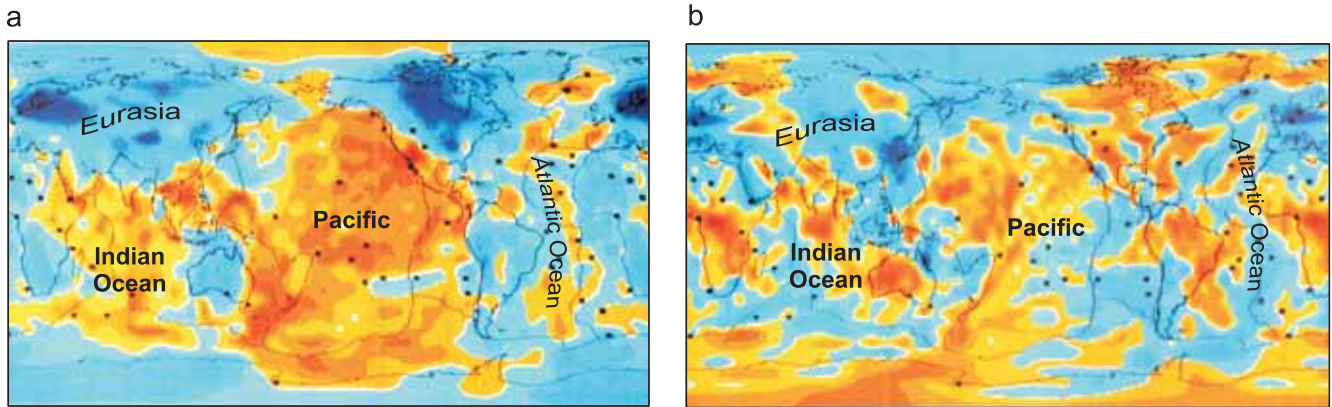 a
Eurasia
Pacific
Indian
Ocean
Atlantic Ocean
b
Eurasia
Pacific
Indian
Ocean
Atlantic Ocean